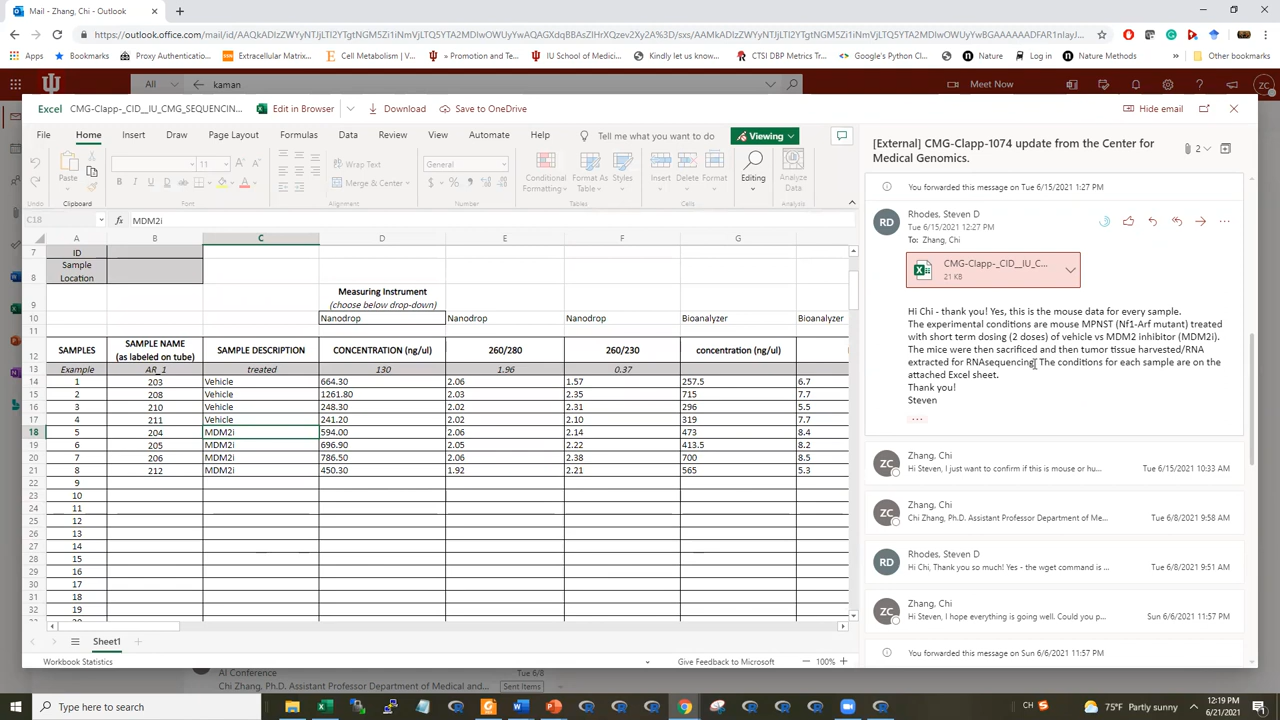 Mail - Zhang, Chi - Outlook
Apps
Bookmarks
Proxy Authentication...
Extracellular Matrix...
Cell Metabolism | V...
» Promotion and Te...
IU School of Medicin...
Kindly let us know...
CTSI DBD Metrics Tr...
Google's Python Cl...
Nature
Log in
Nature Methods
Other bookmarks
All
kaman
Meet Now
Excel
CMG-Clapp-_CID__IU_CMG_SEQUENCIN...
Edit in Browser
Download
Save to OneDrive
Hide email
File
Home
Insert
Draw
Page Layout
Formulas
Data
Review
View
Automate
Help
Tell me what you want to do
Viewing
Paste
Clipboard
11
Font
Wrap Text
Merge & Center
Alignment
General
Number
Conditional Formatting
Format As Table
Styles
Insert
Delete
Format
Cells
Editing
Analyze Data
Analysis
C18
MDM2i
A B C D E F G
7 ID
8 Sample Location
9 Measuring Instrument
(choose below drop-down)
10 Nanodrop Nanodrop Nanodrop Bioanalyzer Bioanalyzer
11
12 SAMPLES SAMPLE NAME (as labeled on tube) SAMPLE DESCRIPTION CONCENTRATION (ng/ul) 260/280 260/230 concentration (ng/ul)
13 Example AR_1 treated 130 1.96 0.37
14 1 203 Vehicle 664.30 2.06 1.57 257.5 6.7
15 2 208 Vehicle 1261.80 2.03 2.35 715 7.7
16 3 210 Vehicle 248.30 2.02 2.31 296 5.5
17 4 211 Vehicle 241.20 2.02 2.10 319 7.7
18 5 204 MDM2i 594.00 2.06 2.14 473 8.4
19 6 205 MDM2i 696.90 2.05 2.22 413.5 8.2
20 7 206 MDM2i 786.50 2.06 2.38 700 8.5
21 8 212 MDM2i 450.30 1.92 2.21 565 5.3
22 9
23 10
24 11
25 12
26 13
27 14
28 15
29 16
30 17
31 18
32 19
Sheet1
Workbook Statistics
Give Feedback to Microsoft
100%
[External] CMG-Clapp-1074 update from the Center for
Medical Genomics.
2
You forwarded this message on Tue 6/15/2021 1:27 PM
RD
Rhodes, Steven D
Tue 6/15/2021 12:27 PM
To: Zhang, Chi
CMG-Clapp-_CID__IU_C...
21 KB
Hi Chi - thank you! Yes, this is the mouse data for every sample.
The experimental conditions are mouse MPNST (Nf1-Arf mutant) treated
with short term dosing (2 doses) of vehicle vs MDM2 inhibitor (MDM2i).
The mice were then sacrificed and then tumor tissue harvested/RNA
extracted for RNAsequencing. The conditions for each sample are on the
attached Excel sheet.
Thank you!
Steven
...
ZC
Zhang, Chi
Hi Steven, I just want to confirm if this is mouse or hu...
Tue 6/15/2021 10:33 AM
ZC
Zhang, Chi
Chi Zhang, Ph.D. Assistant Professor Department of Me...
Tue 6/8/2021 9:58 AM
RD
Rhodes, Steven D
Hi Chi, Thank you so much! Yes - the wget command is ...
Tue 6/8/2021 9:51 AM
ZC
Zhang, Chi
Hi Steven, I hope everything is going well. Could you p...
Sun 6/6/2021 11:57 PM
You forwarded this message on Sun 6/6/2021 11:57 PM
AI Conference
Tue 6/8
Chi Zhang, Ph.D. Assistant Professor Department of Medical and...
Sent Items
Type here to search
75°F Partly sunny
CH
12:19 PM
6/21/2021